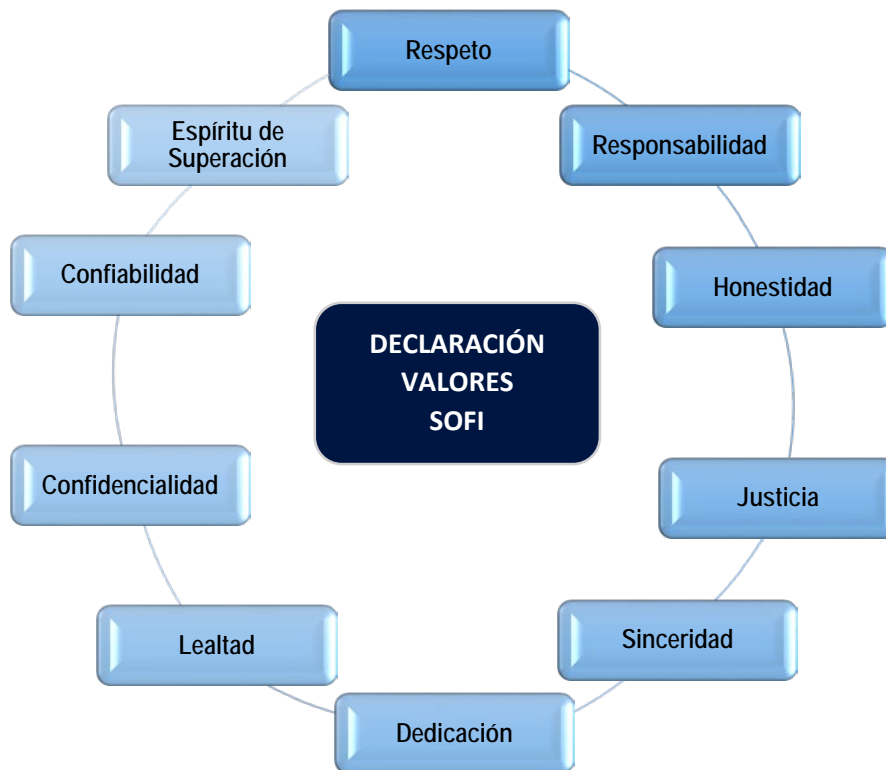 Respeto
Responsabilidad
Honestidad
Justicia
Sinceridad
Dedicación
Lealtad
Confidencialidad
Confiabilidad
Espíritu de
Superación
DECLARACIÓN
VALORES
SOFI